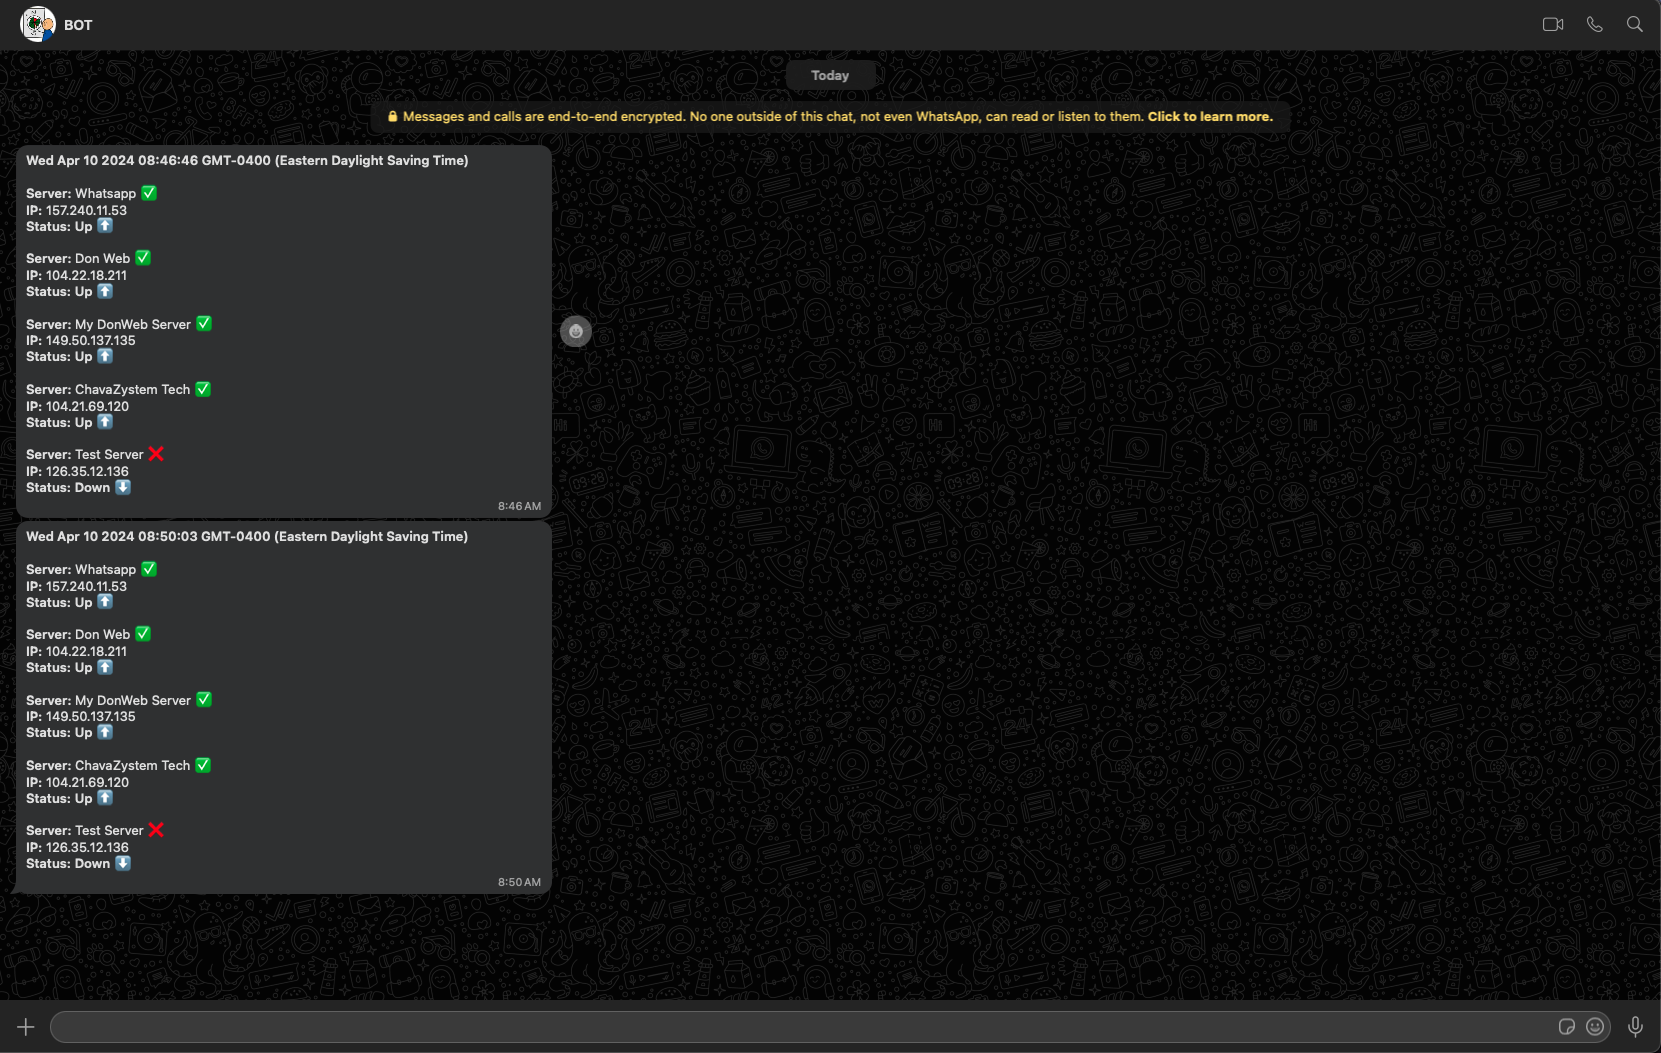 BOT
Today
🔒 Messages and calls are end-to-end encrypted. No one outside of this chat, not even WhatsApp, can read or listen to them. Click to learn more.
Wed Apr 10 2024 08:46:46 GMT-0400 (Eastern Daylight Saving Time)
Server: Whatsapp ✅
IP: 157.240.11.53
Status: Up ⬆️
Server: Don Web ✅
IP: 104.22.18.211
Status: Up ⬆️
Server: My DonWeb Server ✅
IP: 149.50.137.135
Status: Up ⬆️
Server: ChavaZystem Tech ✅
IP: 104.21.69.120
Status: Up ⬆️
Server: Test Server ❌
IP: 126.35.12.136
Status: Down ⬇️
8:46 AM
Wed Apr 10 2024 08:50:03 GMT-0400 (Eastern Daylight Saving Time)
Server: Whatsapp ✅
IP: 157.240.11.53
Status: Up ⬆️
Server: Don Web ✅
IP: 104.22.18.211
Status: Up ⬆️
Server: My DonWeb Server ✅
IP: 149.50.137.135
Status: Up ⬆️
Server: ChavaZystem Tech ✅
IP: 104.21.69.120
Status: Up ⬆️
Server: Test Server ❌
IP: 126.35.12.136
Status: Down ⬇️
8:50 AM